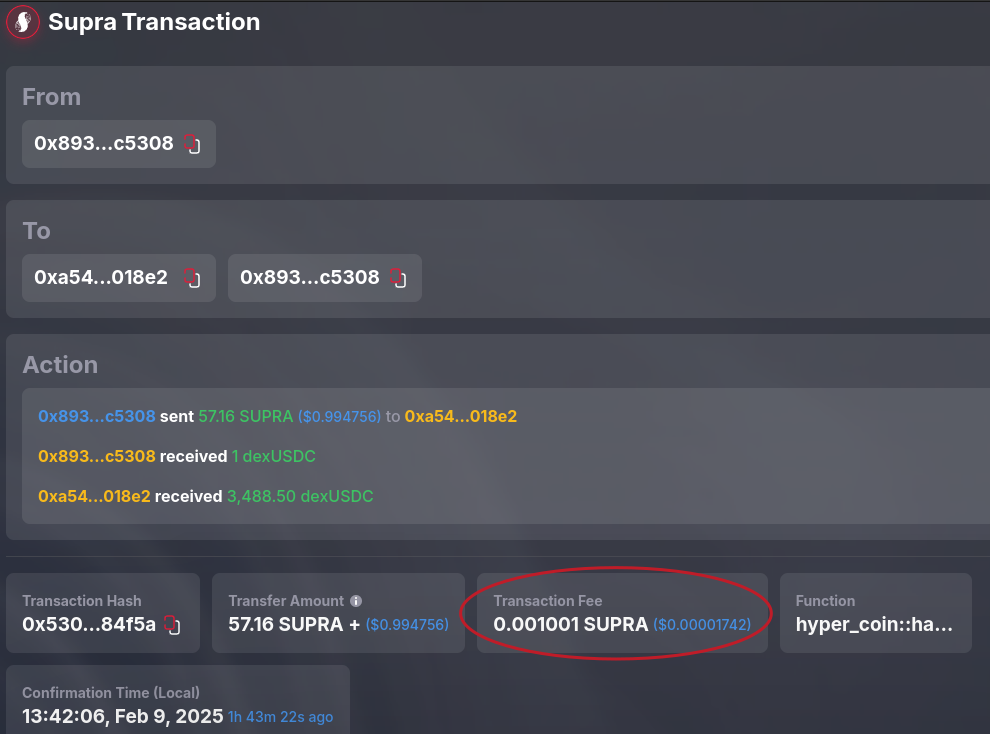 Supra Transaction
From
0x893...c5308
To
0xa54...018e2 0x893...c5308
Action
0x893...c5308 sent 57.16 SUPRA ($0.994756) to 0xa54...018e2
0x893...c5308 received 1 dexUSDC
0xa54...018e2 received 3,488.50 dexUSDC
Transaction Hash Transfer Amount Transaction Fee Function
0x530...84f5a 57.16 SUPRA + ($0.994756) 0.001001 SUPRA ($0.00001742) hyper_coin::ha...
Confirmation Time (Local)
13:42:06, Feb 9, 2025 1h 43m 22s ago